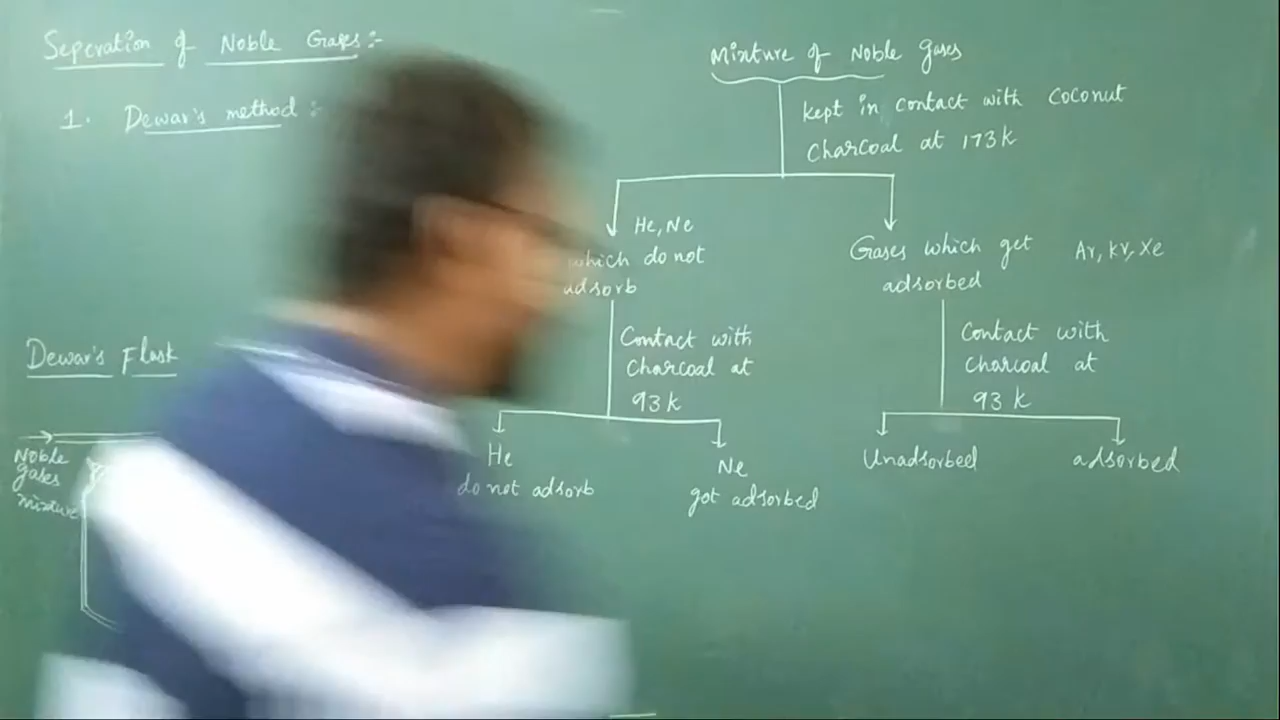 Seperation of Noble Gases :-
1. Dewar's method :-
Dewar's Flask
Noble
gases
mixture
Mixture of Noble gases
kept in contact with coconut
charcoal at 173k
He, Ne
which do not
adsorb
Gases which get
adsorbed
Ar, Kr, Xe
Contact with
charcoal at
93k
Contact with
charcoal at
93 k
He
do not adsorb
Ne
got adsorbed
Unadsorbed
adsorbed